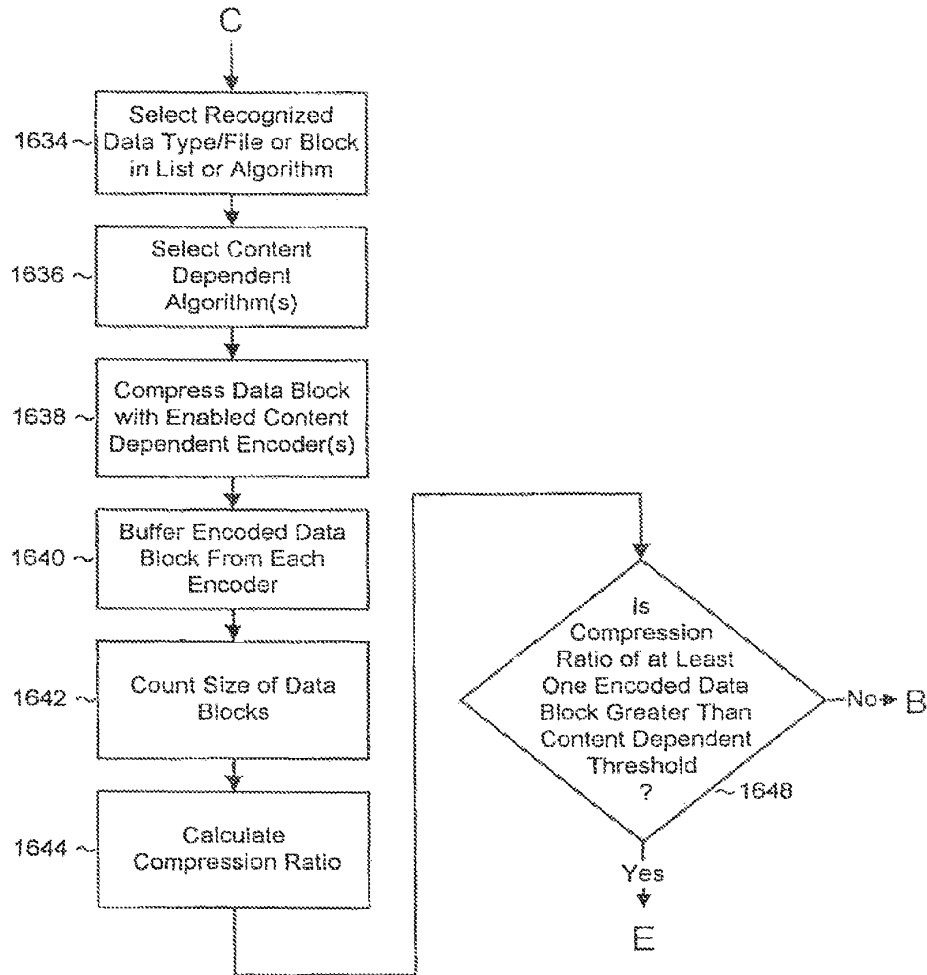 C
1634
Select Recognized
Data Type/File or Block
in List or Algorithm
1636
Select Content
Dependent
Algorithm(s)
1638
Compress Data Block
with Enabled Content
Dependent Encoder(s)
1640
Buffer Encoded Data
Block From Each
Encoder
1642
Count Size of Data
Blocks
1644
Calculate
Compression Ratio
Is
Compression
Ratio of at Least
One Encoded Data
Block Greater Than
Content Dependent
Threshold
?
1648
No
B
Yes
E